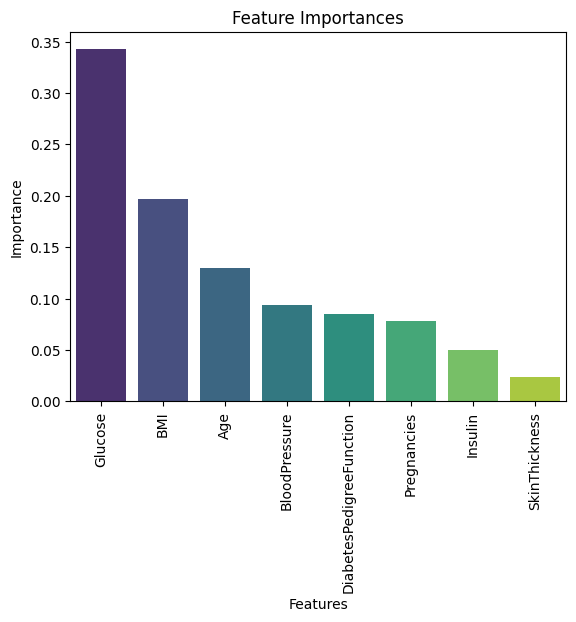 Feature Importances
Importance
0.35
0.30
0.25
0.20
0.15
0.10
0.05
0.00
Glucose
BMI
Age
BloodPressure
DiabetesPedigreeFunction
Pregnancies
Insulin
SkinThickness
Features